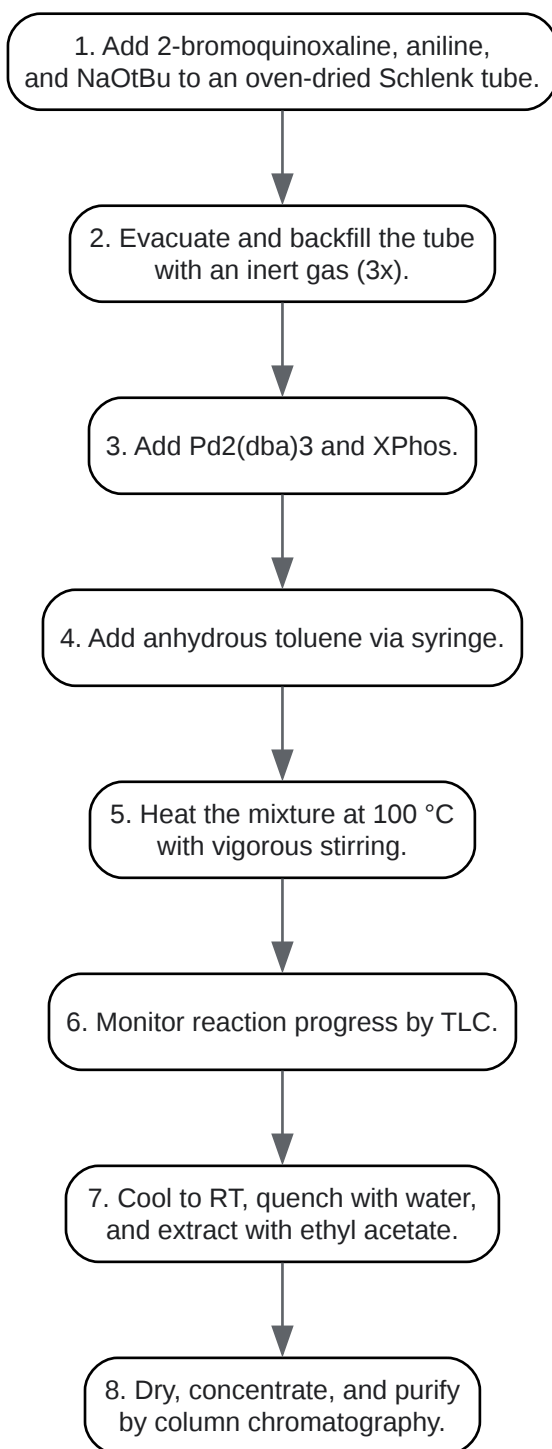 1. Add 2-bromoquinoxaline, aniline,
and NaOtBu to an oven-dried Schlenk tube.
2. Evacuate and backfill the tube
with an inert gas (3x).
3. Add Pd2(dba)3 and XPhos.
4. Add anhydrous toluene via syringe.
5. Heat the mixture at 100 °C
with vigorous stirring.
6. Monitor reaction progress by TLC.
7. Cool to RT, quench with water,
and extract with ethyl acetate.
8. Dry, concentrate, and purify
by column chromatography.